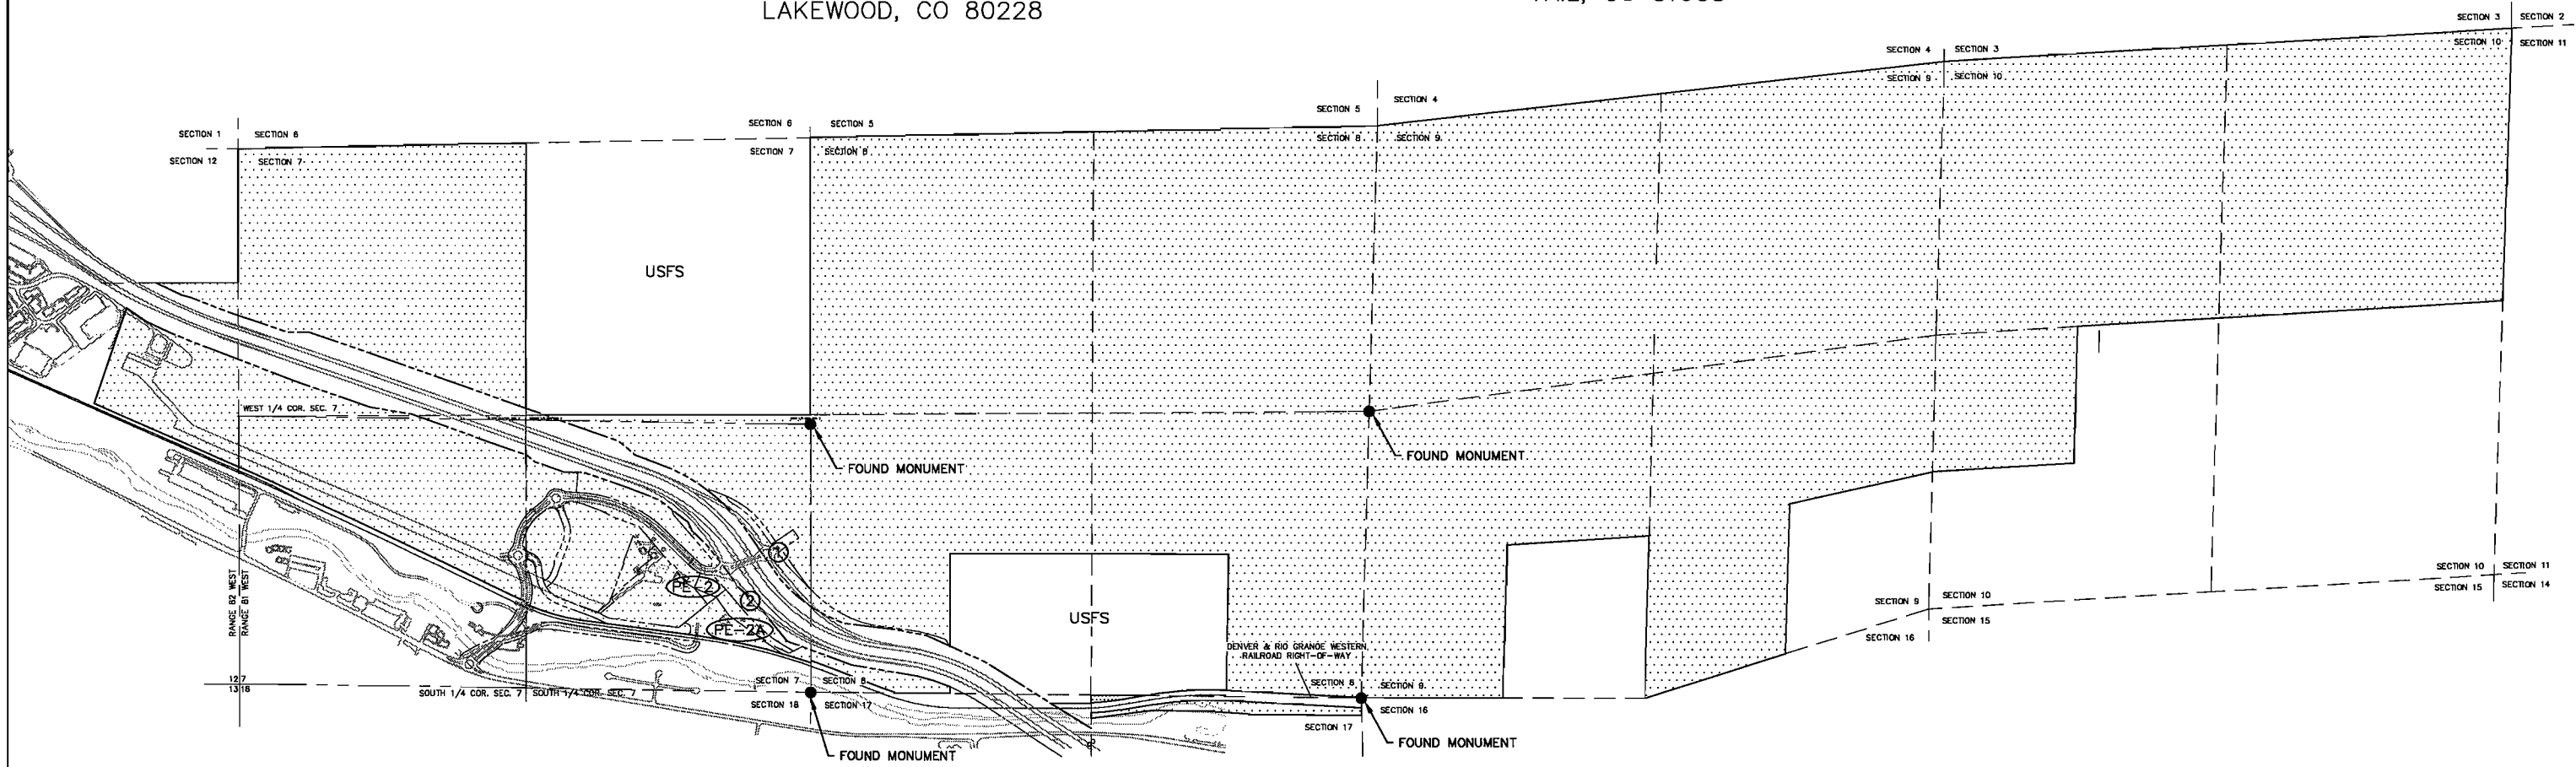 LAKEWOOD, CO 80228
SECTION 3
SECTION 2
SECTION 10
SECTION 11
SECTION 4
SECTION 3
SECTION 9
SECTION 10
SECTION 5
SECTION 4
SECTION 8
SECTION 9
SECTION 1
SECTION 6
SECTION 12
SECTION 7
SECTION 6
SECTION 5
SECTION 7
SECTION 8
USFS
WEST 1/4 COR. SEC. 7
FOUND MONUMENT
FOUND MONUMENT
1
PE-2
2
PE-2A
RANGE 82 WEST
RANGE 81 WEST
USFS
SECTION 10
SECTION 11
SECTION 15
SECTION 14
SECTION 9
SECTION 10
SECTION 15
SECTION 16
DENVER & RIO GRANDE WESTERN
RAILROAD RIGHT-OF-WAY
12 7
13 18
SOUTH 1/4 COR. SEC. 7
SOUTH 1/4 COR. SEC. 7
SECTION 7
SECTION 8
SECTION 18
SECTION 17
SECTION 8
SECTION 9
SECTION 16
SECTION 17
FOUND MONUMENT
FOUND MONUMENT